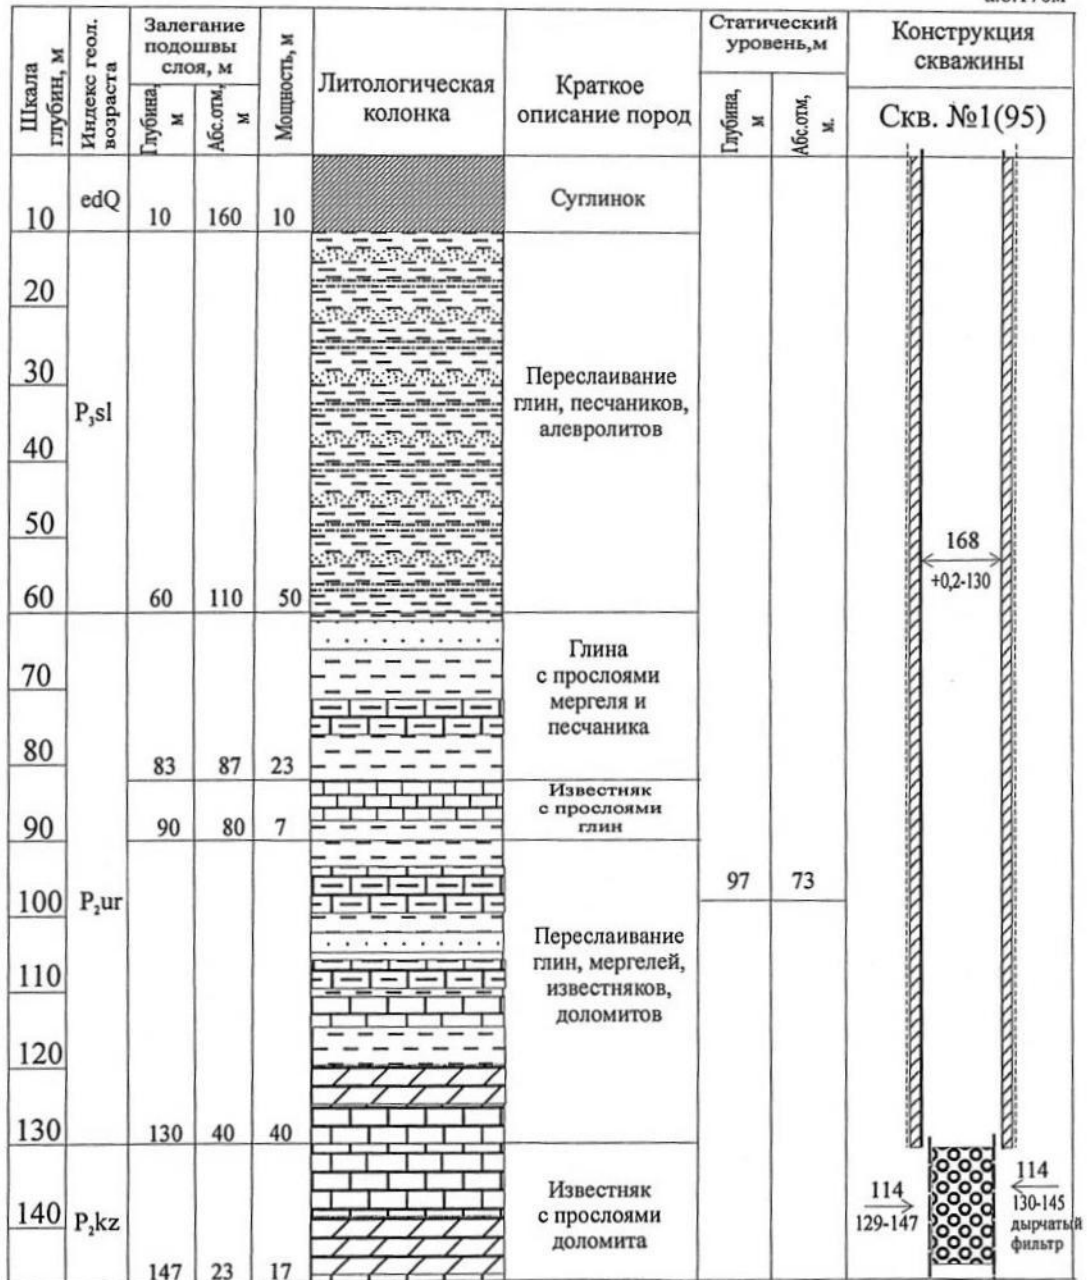 Шкала глубин, м
Индекс геол. возраста
Залегание
подошвы
слоя, м
Глубина, м
Абс.отм, м
Мощность, м
Литологическая
колонка
Краткое
описание пород
Статический
уровень,м
Глубина, м
Абс.отм, м.
Конструкция
скважины
Скв. №1(95)
10
edQ
10
160
10
Суглинок
20
30
40
50
60
P₃sl
60
110
50
Переслаивание
глин, песчаников,
алевролитов
168
+0,2-130
70
80
83
87
23
Глина
с прослоями
мергеля и
песчаника
90
90
80
7
Известняк
с прослоями
глин
97
73
100
P₂ur
110
120
130
130
40
40
Переслаивание
глин, мергелей,
известняков,
доломитов
140
P₂kz
147
23
17
Известняк
с прослоями
доломита
114
129-147
114
130-145
дырчатый
фильтр